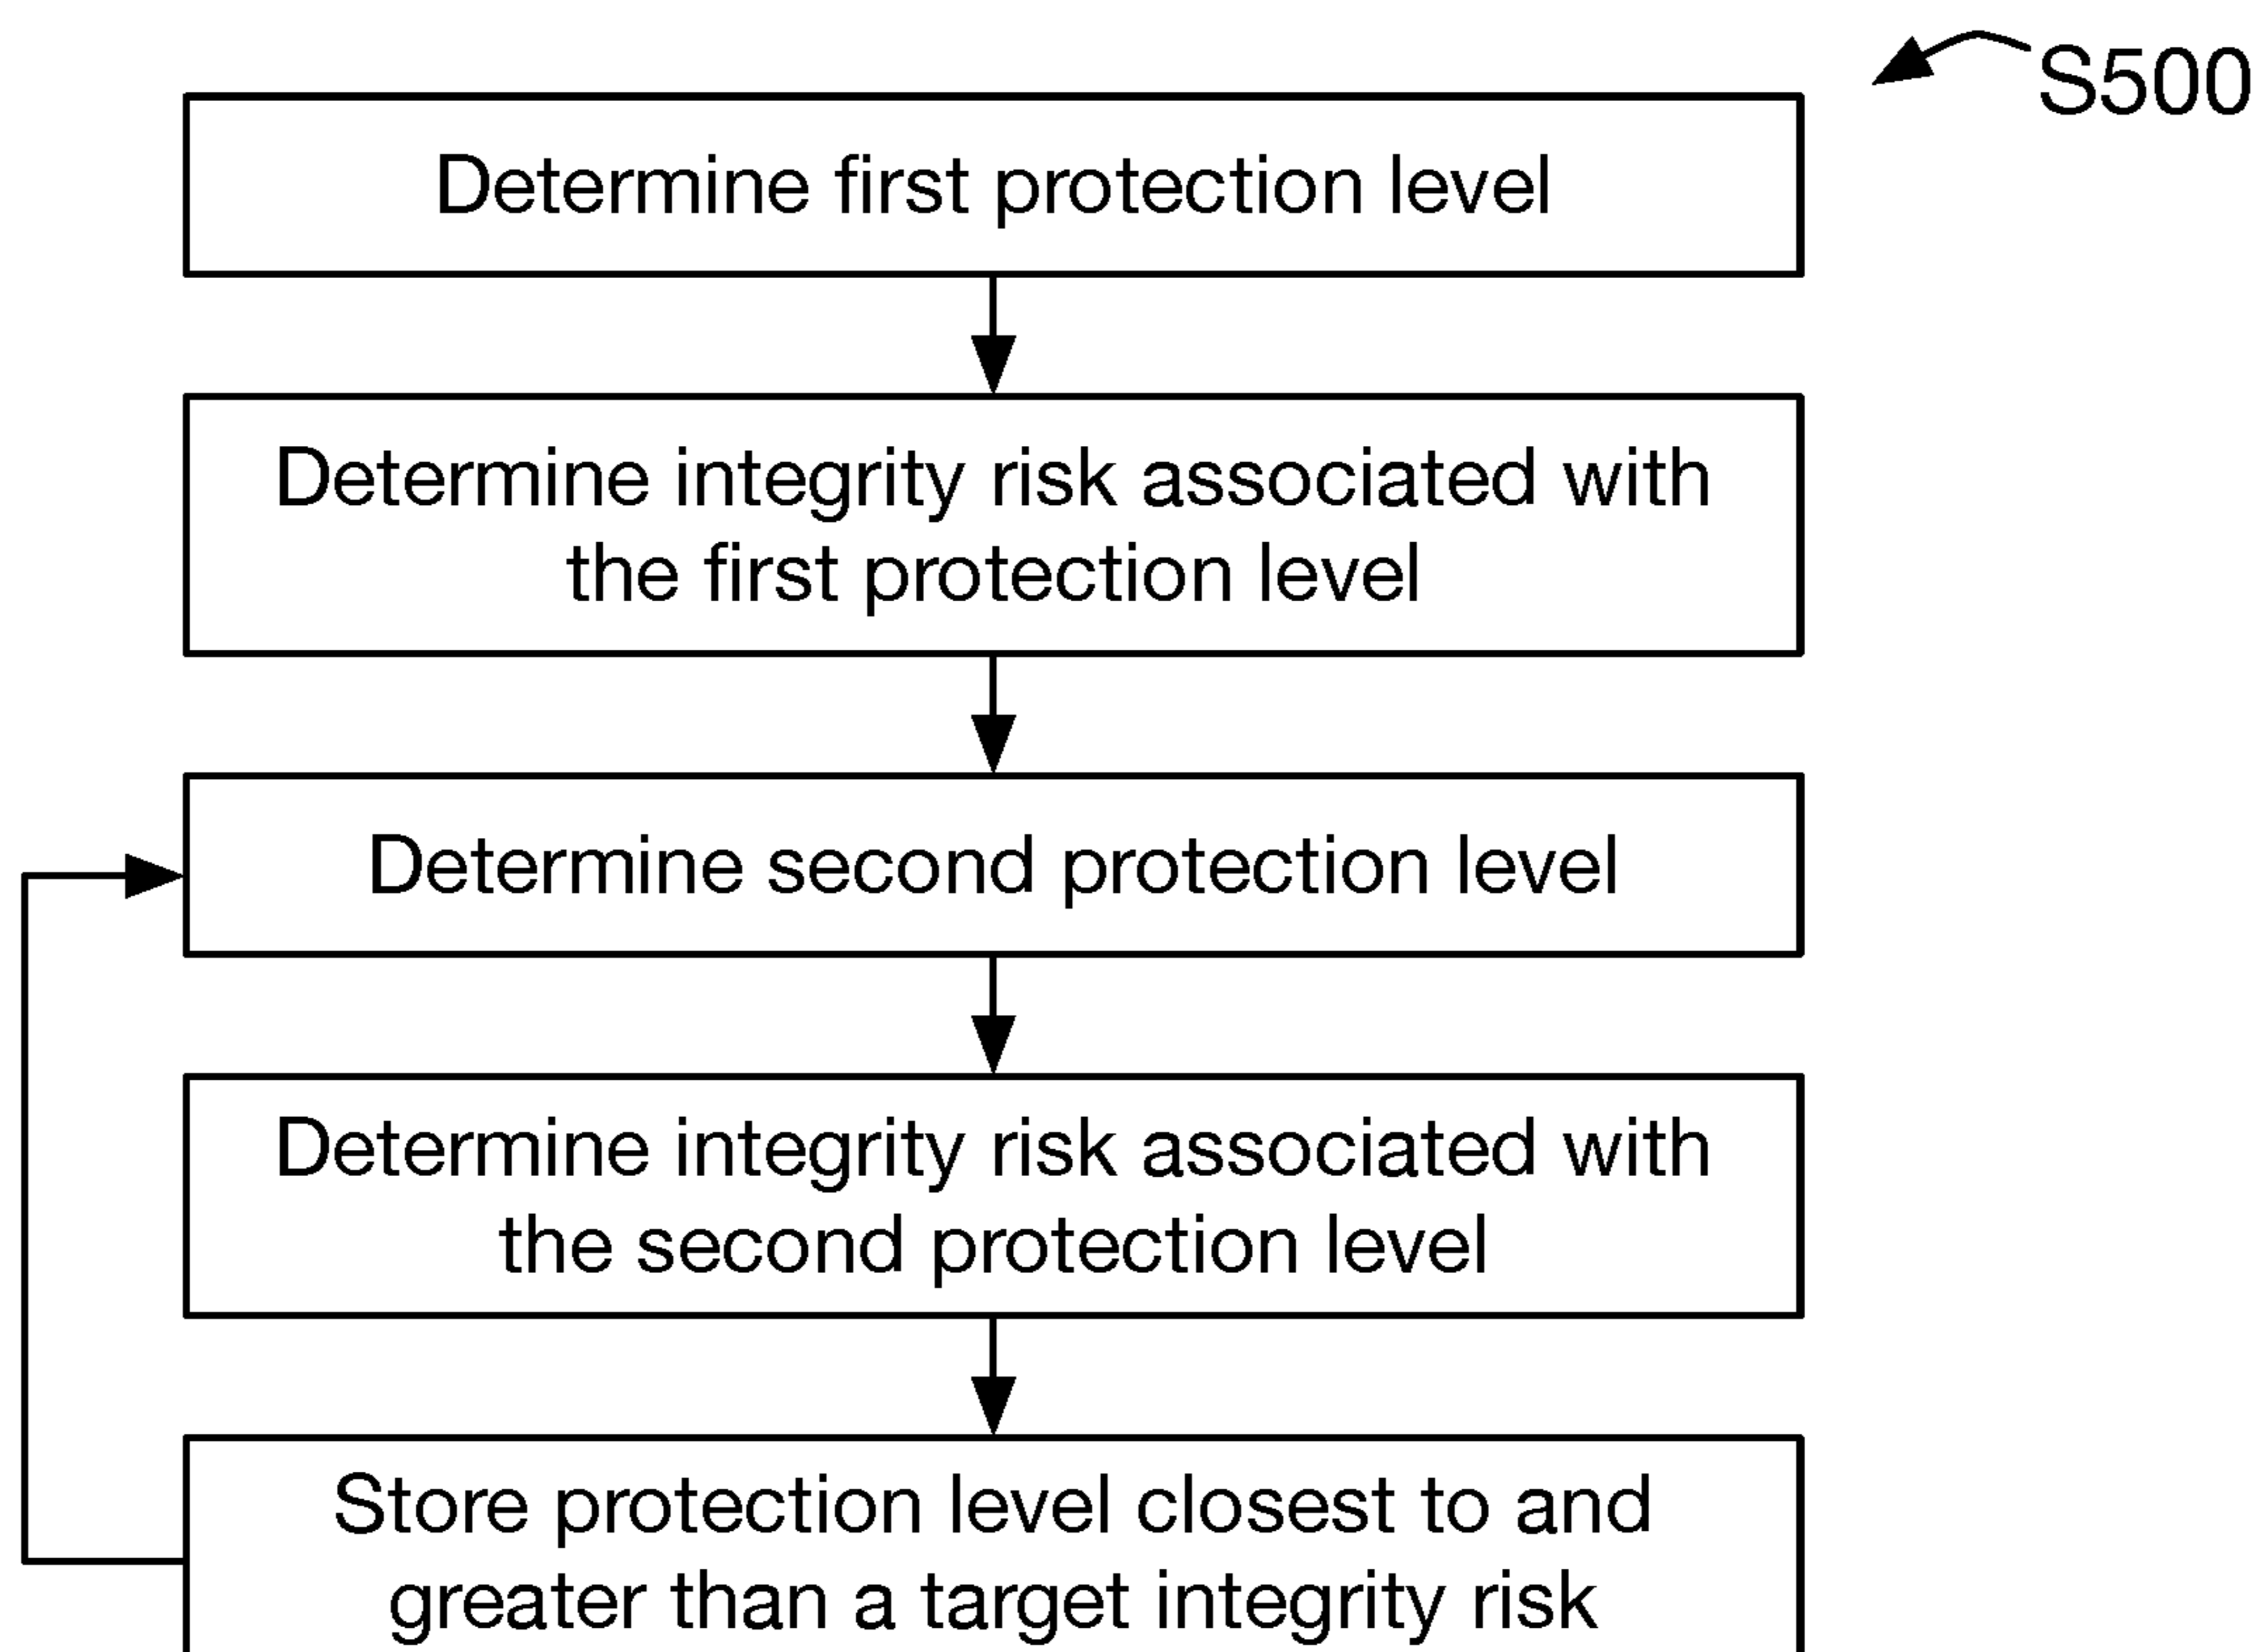 S500
Determine first protection level
Determine integrity risk associated with
the first protection level
Determine second protection level
Determine integrity risk associated with
the second protection level
Store protection level closest to and
greater than a target integrity risk